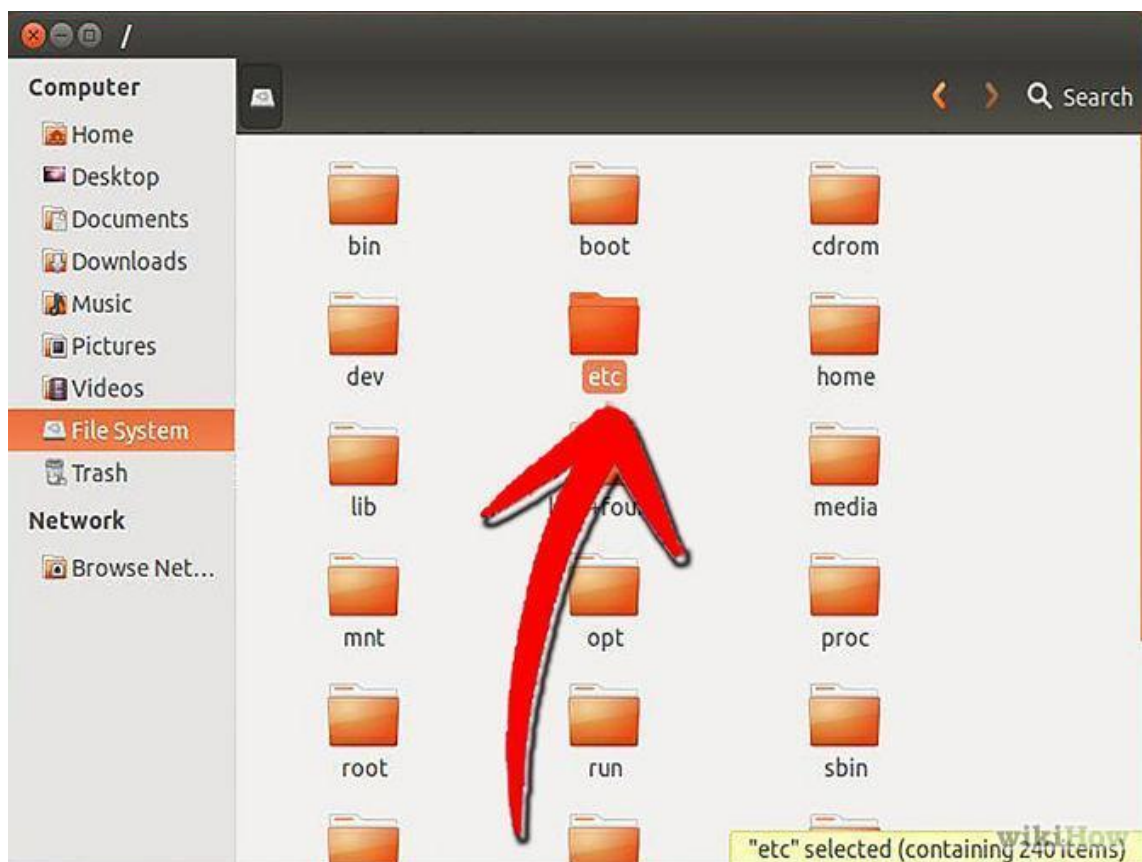 /
Computer
Home
Desktop
Documents
Downloads
Music
Pictures
Videos
File System
Trash
Network
Browse Net...
Search
bin boot cdrom
dev etc home
lib media
mnt opt proc
root run sbin
"etc" selected (containing 240 items)
wikiHow